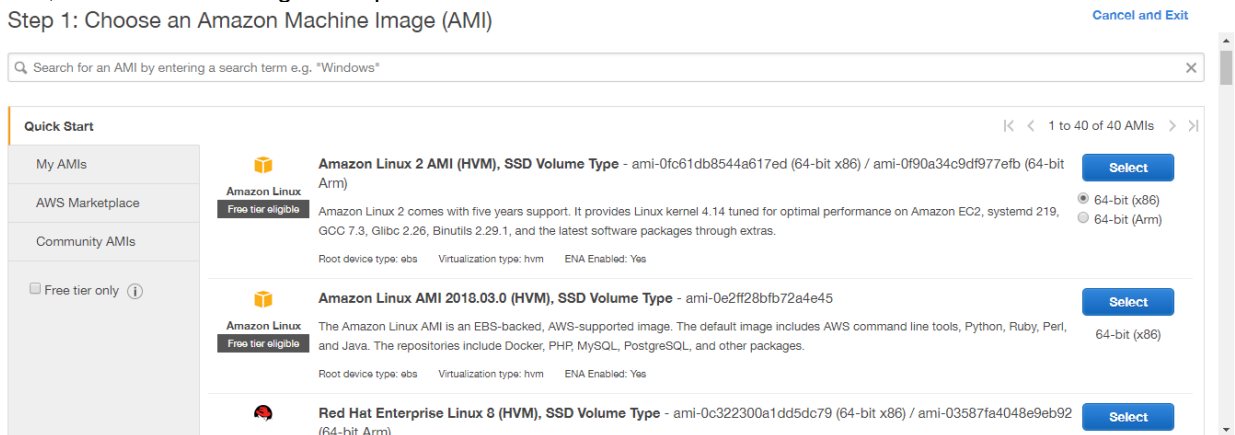 Step 1: Choose an Amazon Machine Image (AMI)
Cancel and Exit
Search for an AMI by entering a search term e.g. "Windows"
Quick Start
1 to 40 of 40 AMIs
My AMIs
AWS Marketplace
Community AMIs
Free tier only
Amazon Linux
Free tier eligible
Amazon Linux 2 AMI (HVM), SSD Volume Type - ami-0fc61db8544a617ed (64-bit x86) / ami-0f90a34c9df977efb (64-bit
Arm)
Amazon Linux 2 comes with five years support. It provides Linux kernel 4.14 tuned for optimal performance on Amazon EC2, systemd 219,
GCC 7.3, Glibc 2.26, Binutils 2.29.1, and the latest software packages through extras.
Root device type: ebs Virtualization type: hvm ENA Enabled: Yes
Select
64-bit (x86)
64-bit (Arm)
Amazon Linux
Free tier eligible
Amazon Linux AMI 2018.03.0 (HVM), SSD Volume Type - ami-0e2ff28bfb72a4e45
The Amazon Linux AMI is an EBS-backed, AWS-supported image. The default image includes AWS command line tools, Python, Ruby, Perl,
and Java. The repositories include Docker, PHP, MySQL, PostgreSQL, and other packages.
Root device type: ebs Virtualization type: hvm ENA Enabled: Yes
Select
64-bit (x86)
Red Hat Enterprise Linux 8 (HVM), SSD Volume Type - ami-0c322300a1dd5dc79 (64-bit x86) / ami-03587fa4048e9eb92
(64-bit Arm)
Select